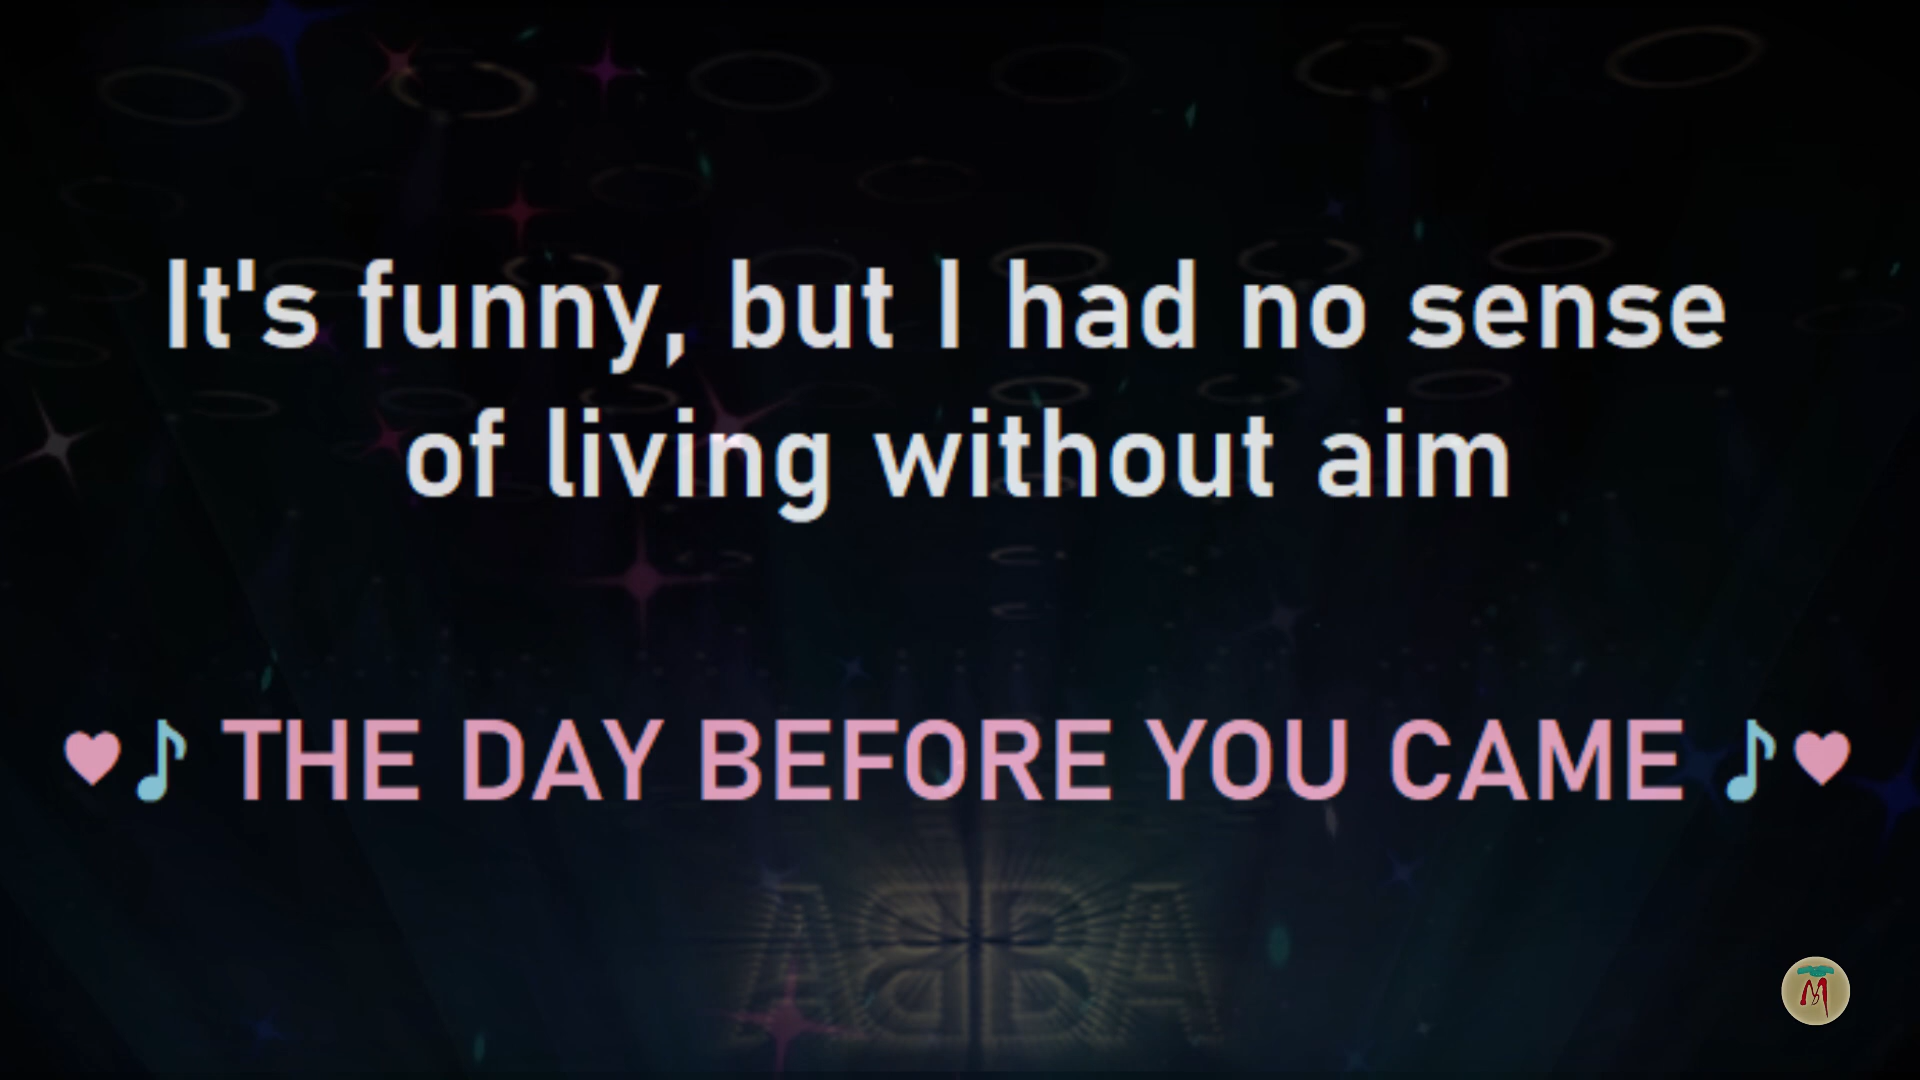 It's funny, but I had no sense
of living without aim
♥♪ THE DAY BEFORE YOU CAME ♪♥
ABBA